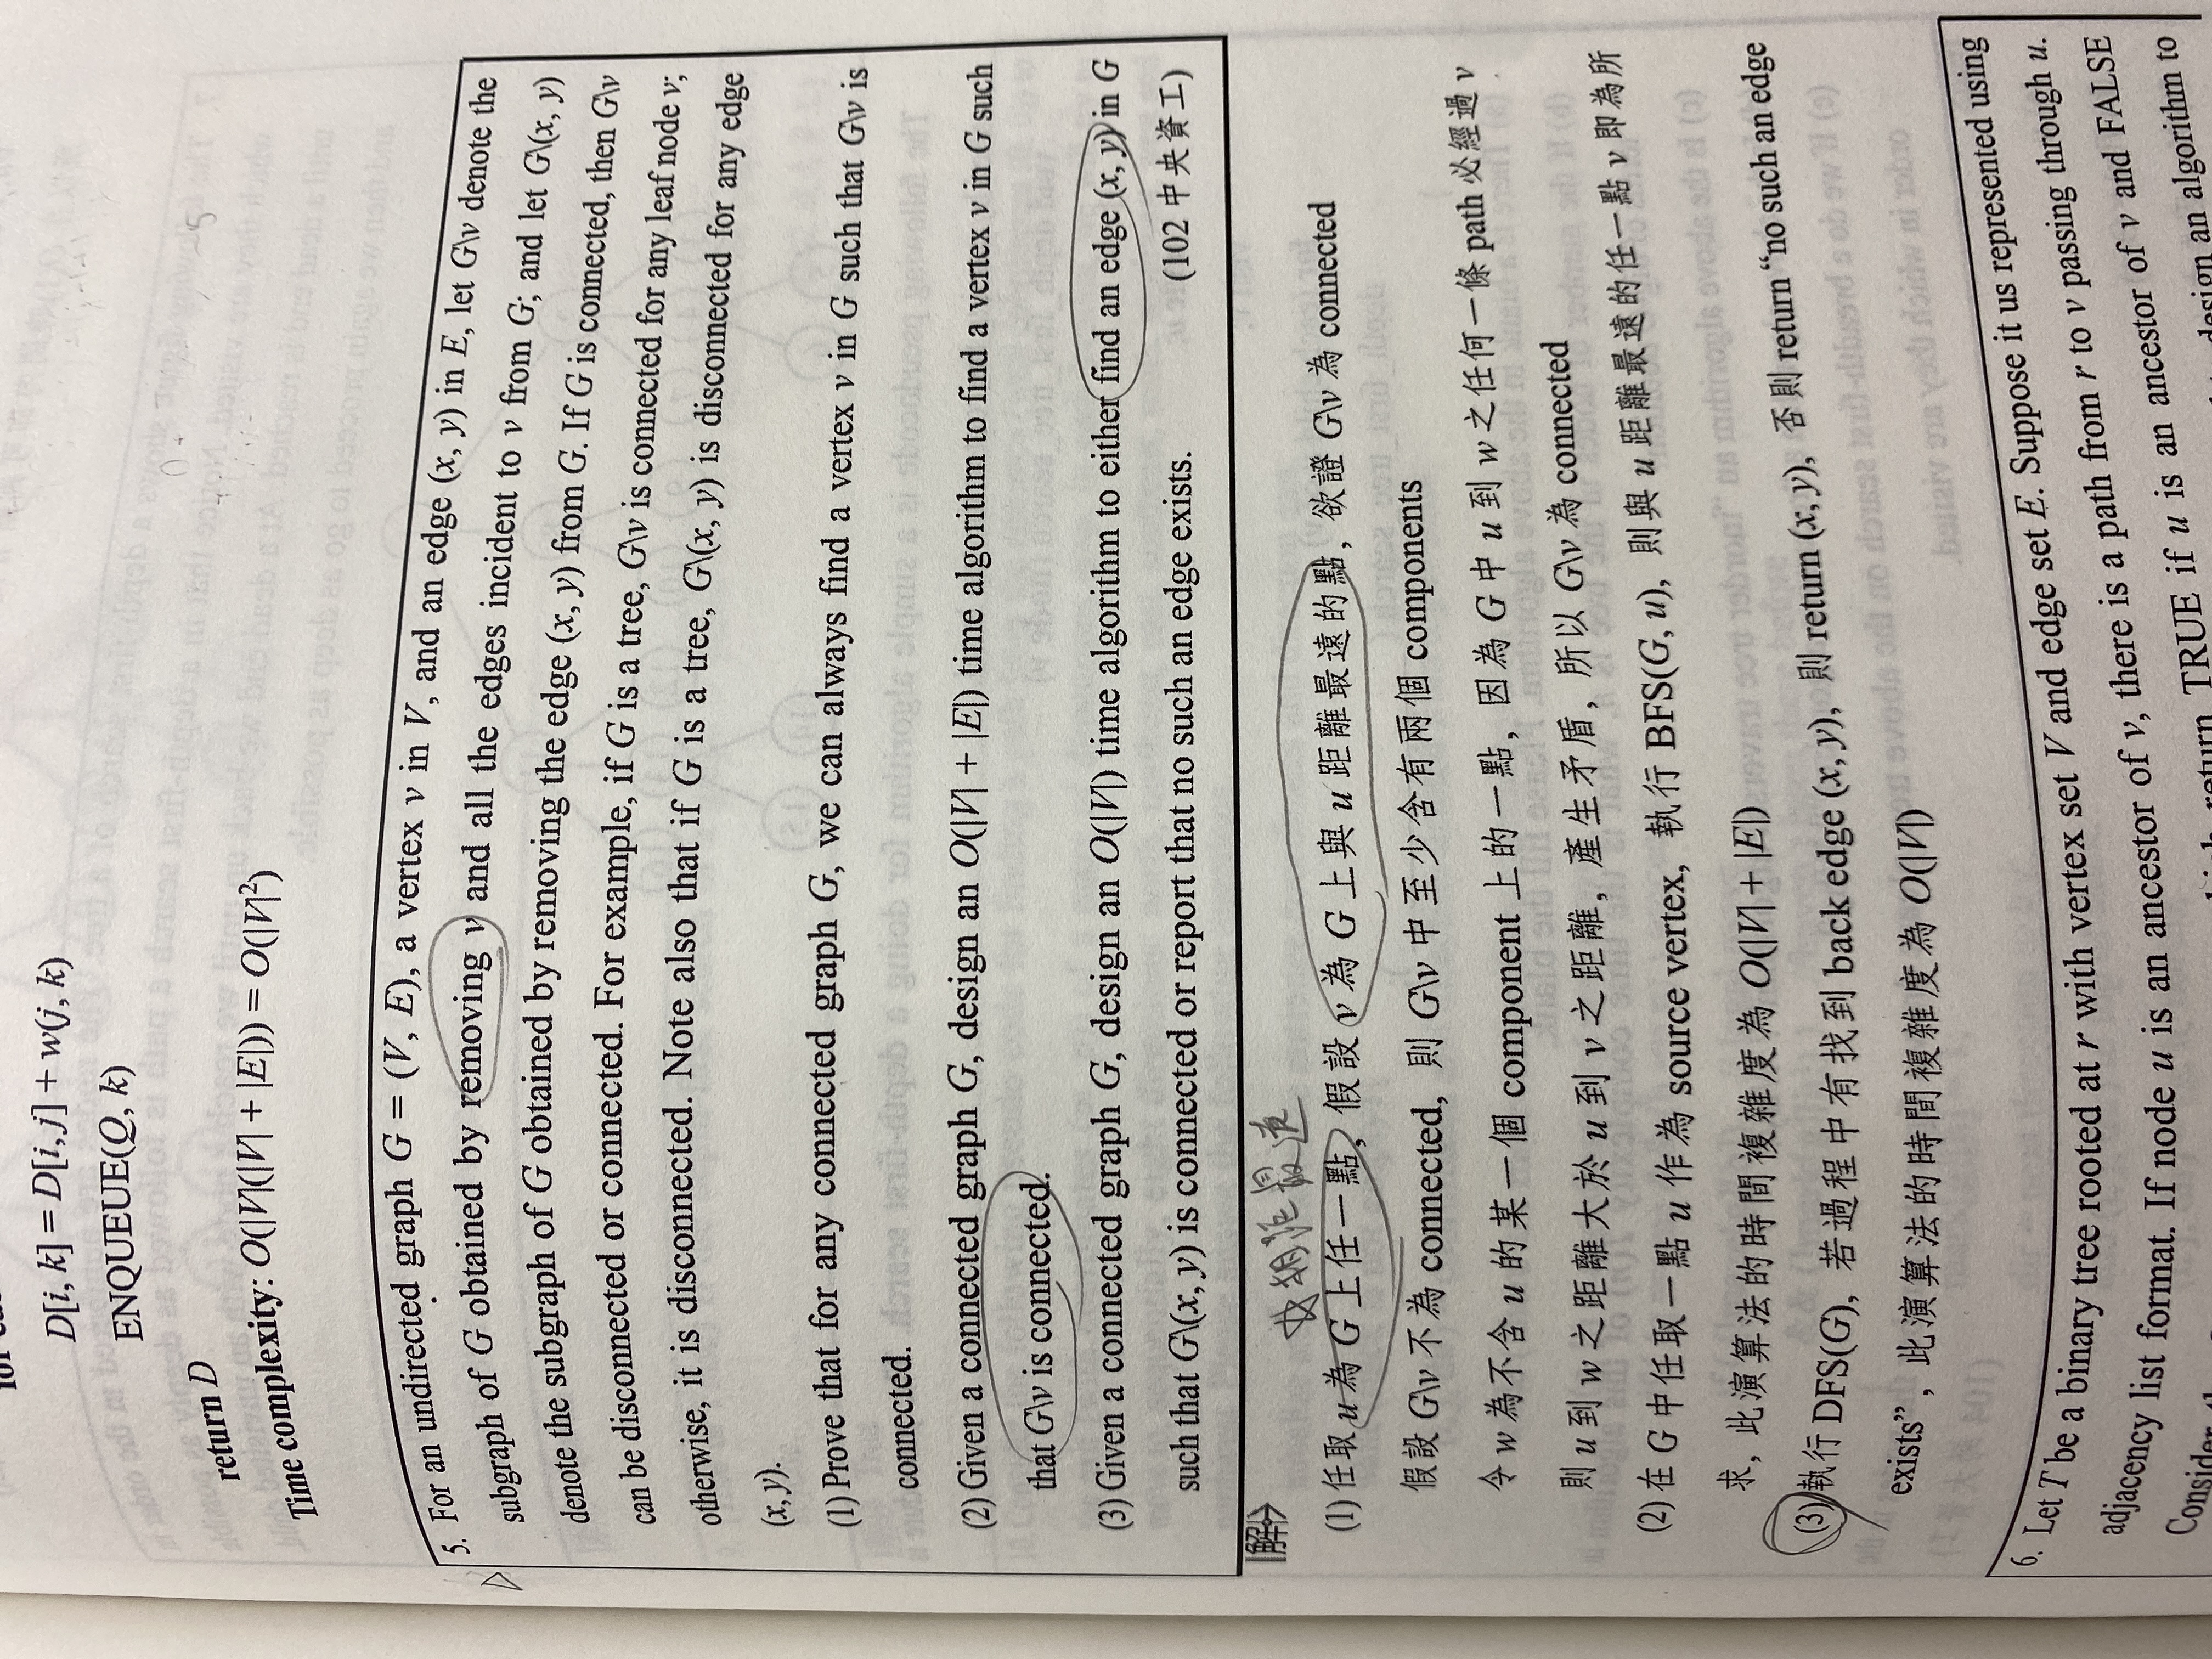 D[i, k] = D[i, j] + w(j, k)
ENQUEUE(Q, k)
return D
Time complexity: O(|V|(|V| + |E|)) = O(|V|²)
5. For an undirected graph G = (V, E), a vertex v in V, and an edge (x, y) in E, let G\v denote the
subgraph of G obtained by removing v and all the edges incident to v from G; and let G\(x, y)
denote the subgraph of G obtained by removing the edge (x, y) from G. If G is connected, then G\v
can be disconnected or connected. For example, if G is a tree, G\v is connected for any leaf node v;
otherwise, it is disconnected. Note also that if G is a tree, G\(x, y) is disconnected for any edge
(x, y).
(1) Prove that for any connected graph G, we can always find a vertex v in G such that G\v is
connected.
(2) Given a connected graph G, design an O(|V| + |E|) time algorithm to find a vertex v in G such
that G\v is connected.
(3) Given a connected graph G, design an O(|V|) time algorithm to either find an edge (x, y) in G
such that G\(x, y) is connected or report that no such an edge exists. (102 中央資工)
解
相距最遠
(1) 任取 u 為 G 上任一點, 假設 v 為 G 上與 u 距離最遠的點, 欲證 G\v 為 connected
假設 G\v 不為 connected, 則 G\v 中至少含有兩個 components
令 w 為不含 u 的某一個 component 上的一點, 因為 G 中 u 到 w 之任何一條 path 必經過 v
則 u 到 w 之距離大於 u 到 v 之距離, 產生矛盾, 所以 G\v 為 connected
(2) 在 G 中任取一點 u 作為 source vertex, 執行 BFS(G, u), 則與 u 距離最遠的任一點 v 即為所
求, 此演算法的時間複雜度為 O(|V| + |E|)
(3) 執行 DFS(G), 若過程中有找到 back edge (x, y), 則 return (x, y), 否則 return “no such an edge
exists”, 此演算法的時間複雜度為 O(|V|)
6. Let T be a binary tree rooted at r with vertex set V and edge set E. Suppose it us represented using
adjacency list format. If node u is an ancestor of v, there is a path from r to v passing through u.
Consider return TRUE if u is an ancestor of v and FALSE
design an algorithm to